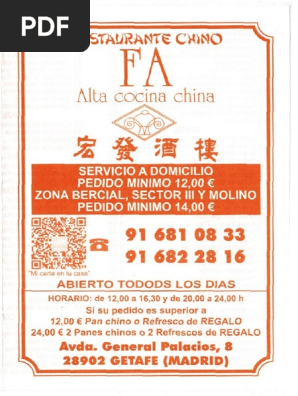 PDF
RESTAURANTE CHINO
FA
Alta cocina china
宏發酒樓
SERVICIO A DOMICILIO
PEDIDO MINIMO 12,00 €
ZONA BERCIAL, SECTOR III Y MOLINO
PEDIDO MINIMO 14,00 €
91 681 08 33
91 682 28 16
"Mi carta en tu casa"
ABIERTO TODODS LOS DIAS
HORARIO: de 12,00 a 16,30 y de 20,00 a 24,00 h
Si su pedido es superior a
12,00 € Pan chino o Refresco de REGALO
24,00 € 2 Panes chinos o 2 Refrescos de REGALO
Avda. General Palacios, 8
28902 GETAFE (MADRID)